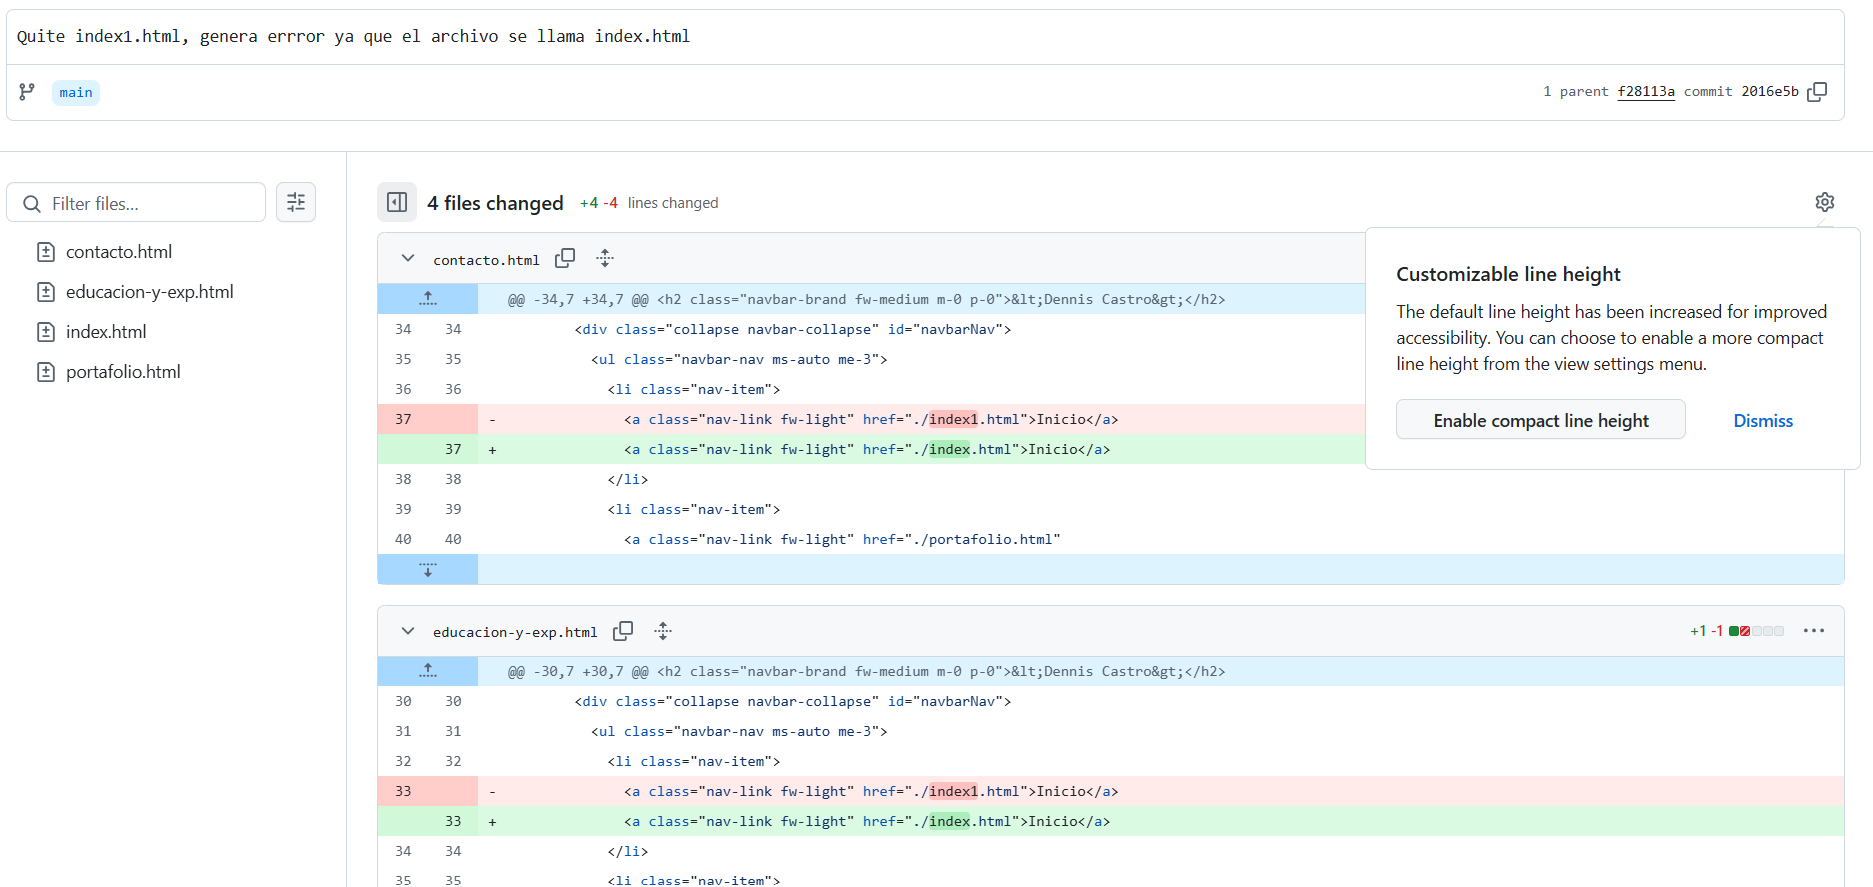 Quite index1.html, genera errror ya que el archivo se llama index.html
main
1 parent f28113a commit 2016e5b
Filter files...
contacto.html
educacion-y-exp.html
index.html
portafolio.html
4 files changed +4 -4 lines changed
contacto.html
@@ -34,7 +34,7 @@ <h2 class="navbar-brand fw-medium m-0 p-0">&lt;Dennis Castro&gt;</h2>
34 34 <div class="collapse navbar-collapse" id="navbarNav">
35 35 <ul class="navbar-nav ms-auto me-3">
36 36 <li class="nav-item">
37 - <a class="nav-link fw-light" href="./index1.html">Inicio</a>
37 + <a class="nav-link fw-light" href="./index.html">Inicio</a>
38 38 </li>
39 39 <li class="nav-item">
40 40 <a class="nav-link fw-light" href="./portafolio.html"
Customizable line height
The default line height has been increased for improved
accessibility. You can choose to enable a more compact
line height from the view settings menu.
Enable compact line height Dismiss
educacion-y-exp.html +1 -1
@@ -30,7 +30,7 @@ <h2 class="navbar-brand fw-medium m-0 p-0">&lt;Dennis Castro&gt;</h2>
30 30 <div class="collapse navbar-collapse" id="navbarNav">
31 31 <ul class="navbar-nav ms-auto me-3">
32 32 <li class="nav-item">
33 - <a class="nav-link fw-light" href="./index1.html">Inicio</a>
33 + <a class="nav-link fw-light" href="./index.html">Inicio</a>
34 34 </li>
35 35 <li class="nav-item">